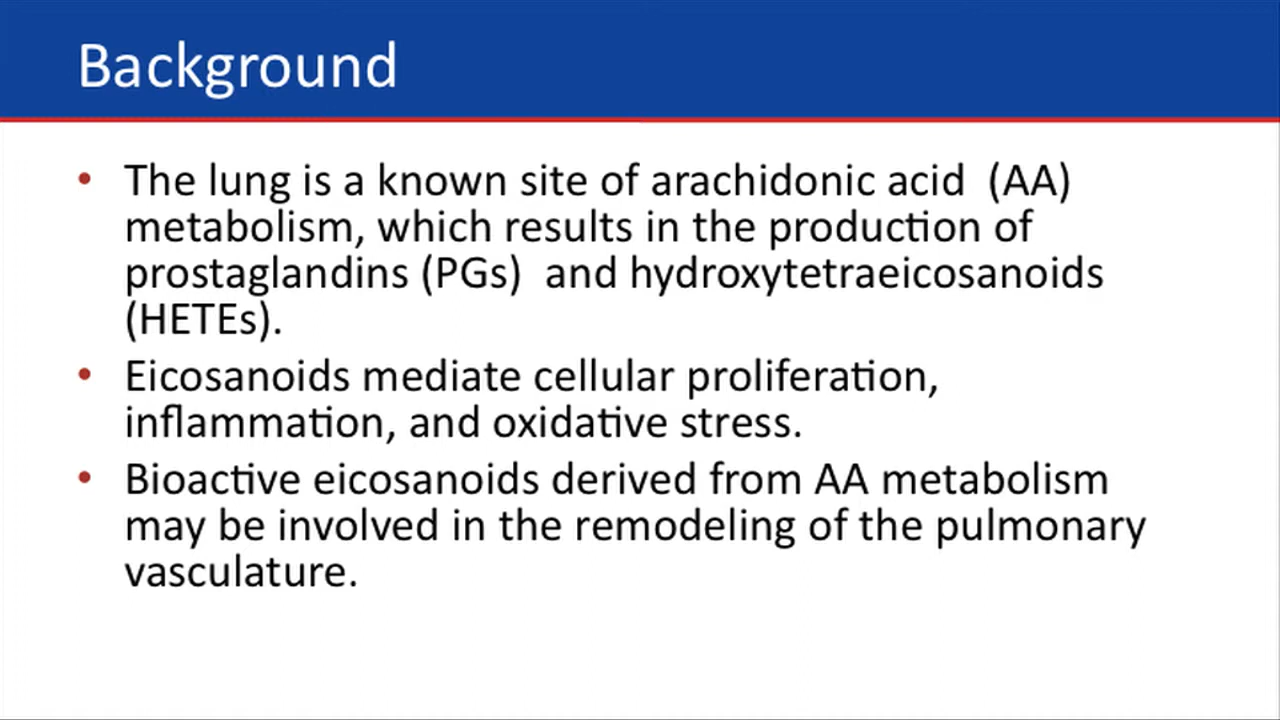 Background
• The lung is a known site of arachidonic acid  (AA)
metabolism, which results in the production of
prostaglandins (PGs)  and hydroxytetraeicosanoids
(HETEs).
• Eicosanoids mediate cellular proliferation,
inflammation, and oxidative stress.
• Bioactive eicosanoids derived from AA metabolism
may be involved in the remodeling of the pulmonary
vasculature.